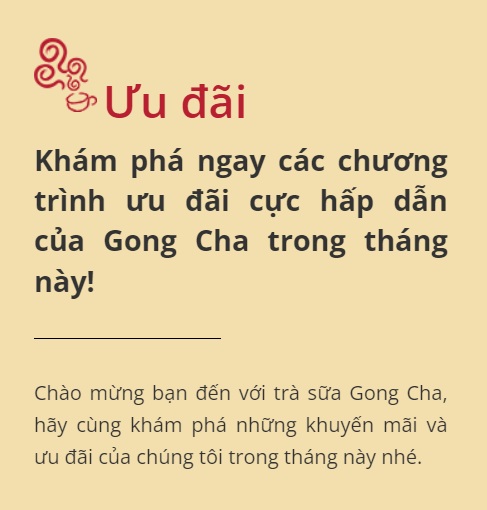 Ưu đãi
Khám phá ngay các chương
trình ưu đãi cực hấp dẫn
của Gong Cha trong tháng
này!
Chào mừng bạn đến với trà sữa Gong Cha,
hãy cùng khám phá những khuyến mãi và
ưu đãi của chúng tôi trong tháng này nhé.